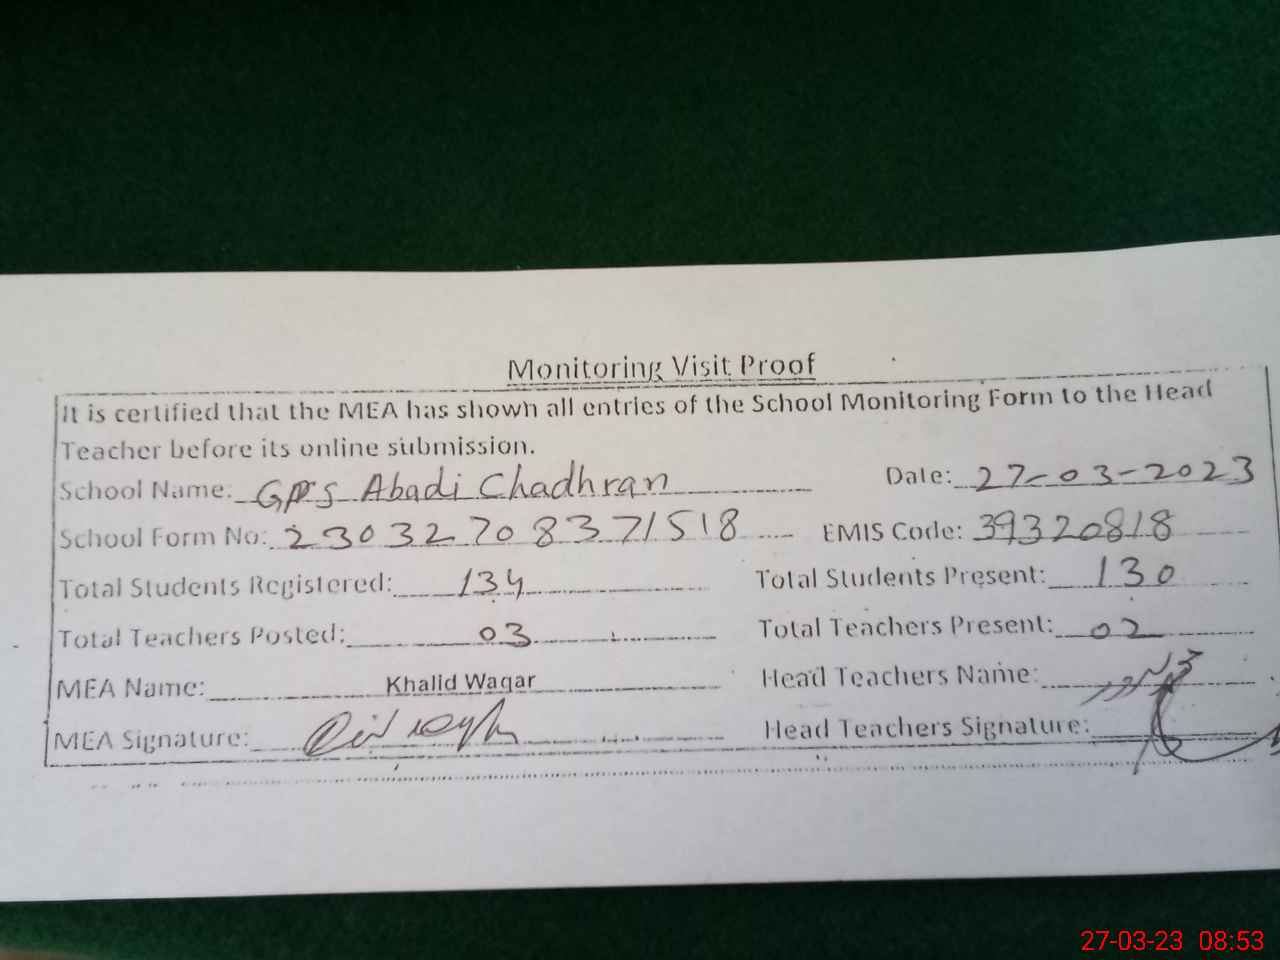 Monitoring Visit Proof
It is certified that the MEA has shown all entries of the School Monitoring Form to the Head
Teacher before its online submission.
School Name: GPS Abadi Chadhran Date: 27-03-2023
School Form No: 23032708371518 EMIS Code: 39320818
Total Students Registered: 134 Total Students Present: 130
Total Teachers Posted: 03 Total Teachers Present: 02
MEA Name: Khalid Waqar Head Teachers Name:
MEA Signature: Head Teachers Signature:
27-03-23 08:53